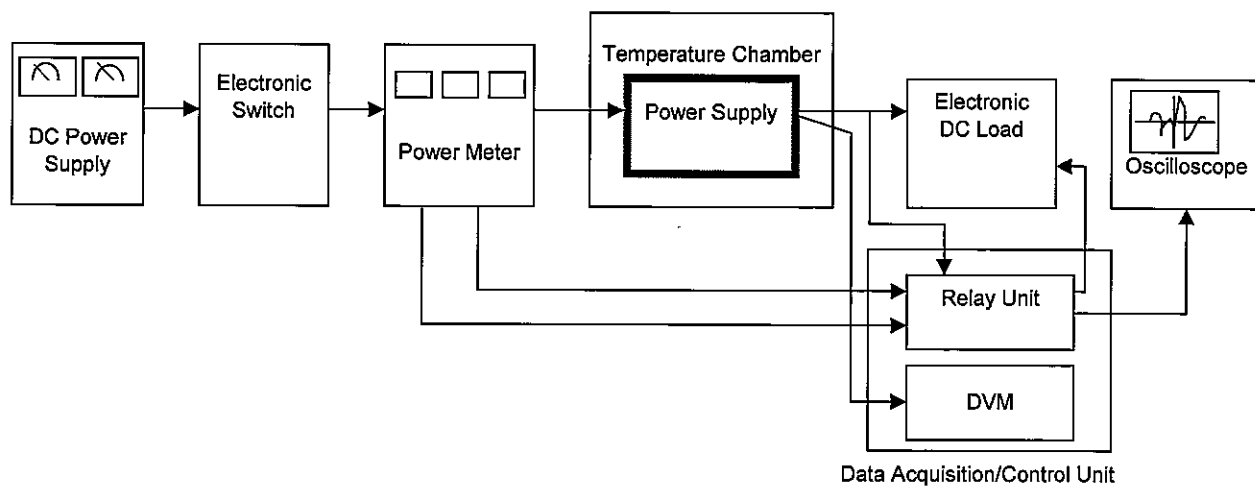 DC Power
Supply
Electronic
Switch
Power Meter
Temperature Chamber
Power Supply
Electronic
DC Load
Oscilloscope
Relay Unit
DVM
Data Acquisition/Control Unit